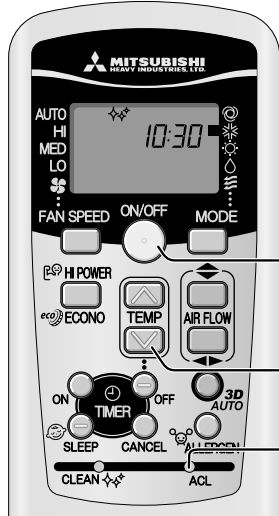 MITSUBISHI
HEAVY INDUSTRIES, LTD.
AUTO
HI
MED
LO
10:30
FAN SPEED
ON/OFF
MODE
HI POWER
eco ECONO
TEMP
AIR FLOW
ON
OFF
TIMER
3D
AUTO
SLEEP
CANCEL
ALLERGEN
CLEAN
ACL